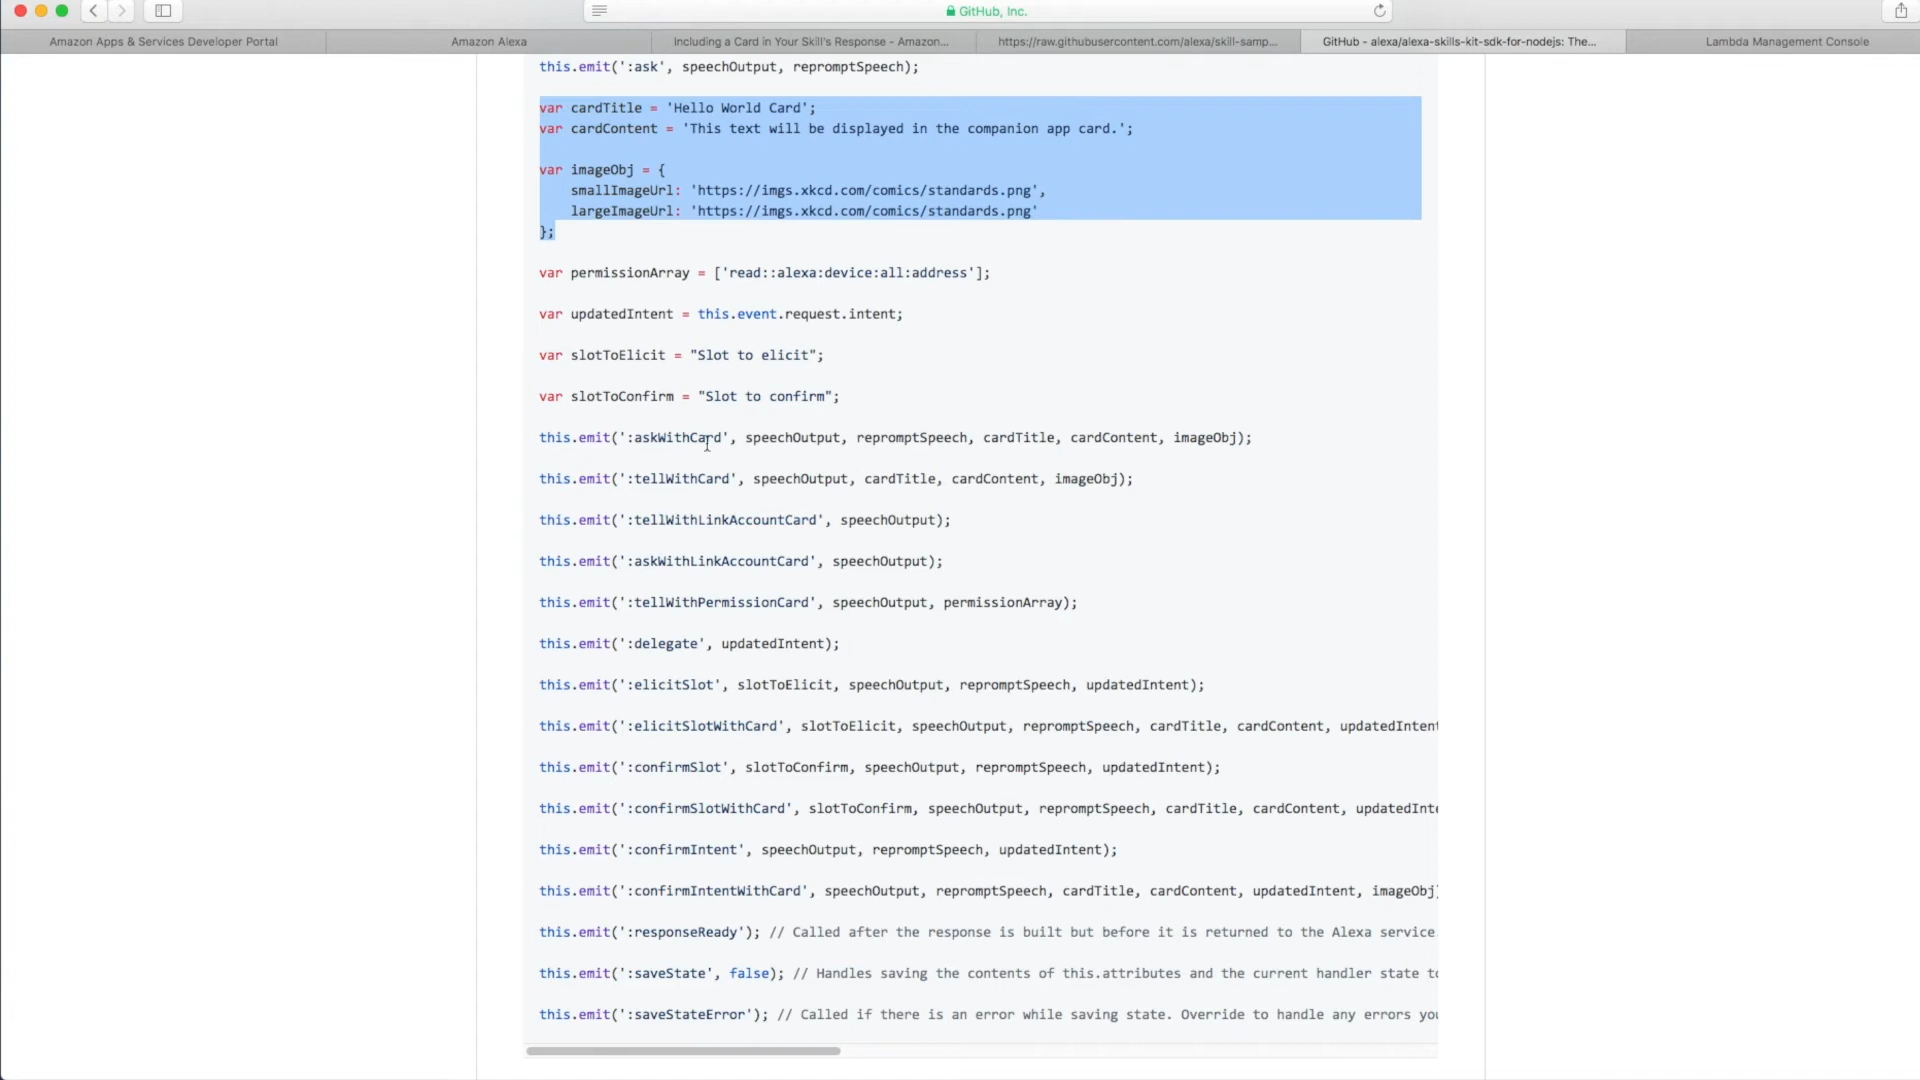 GitHub, Inc.
Amazon Apps & Services Developer Portal
Amazon Alexa
Including a Card in Your Skill's Response - Amazon...
https://raw.githubusercontent.com/alexa/skill-samp...
GitHub - alexa/alexa-skills-kit-sdk-for-nodejs: The...
Lambda Management Console
this.emit(':ask', speechOutput, repromptSpeech);
var cardTitle = 'Hello World Card';
var cardContent = 'This text will be displayed in the companion app card.';
var imageObj = {
smallImageUrl: 'https://imgs.xkcd.com/comics/standards.png',
largeImageUrl: 'https://imgs.xkcd.com/comics/standards.png'
};
var permissionArray = ['read::alexa:device:all:address'];
var updatedIntent = this.event.request.intent;
var slotToElicit = "Slot to elicit";
var slotToConfirm = "Slot to confirm";
this.emit(':askWithCard', speechOutput, repromptSpeech, cardTitle, cardContent, imageObj);
this.emit(':tellWithCard', speechOutput, cardTitle, cardContent, imageObj);
this.emit(':tellWithLinkAccountCard', speechOutput);
this.emit(':askWithLinkAccountCard', speechOutput);
this.emit(':tellWithPermissionCard', speechOutput, permissionArray);
this.emit(':delegate', updatedIntent);
this.emit(':elicitSlot', slotToElicit, speechOutput, repromptSpeech, updatedIntent);
this.emit(':elicitSlotWithCard', slotToElicit, speechOutput, repromptSpeech, cardTitle, cardContent, updatedIntent
this.emit(':confirmSlot', slotToConfirm, speechOutput, repromptSpeech, updatedIntent);
this.emit(':confirmSlotWithCard', slotToConfirm, speechOutput, repromptSpeech, cardTitle, cardContent, updatedInte
this.emit(':confirmIntent', speechOutput, repromptSpeech, updatedIntent);
this.emit(':confirmIntentWithCard', speechOutput, repromptSpeech, cardTitle, cardContent, updatedIntent, imageObj)
this.emit(':responseReady'); // Called after the response is built but before it is returned to the Alexa service.
this.emit(':saveState', false); // Handles saving the contents of this.attributes and the current handler state to
this.emit(':saveStateError'); // Called if there is an error while saving state. Override to handle any errors you